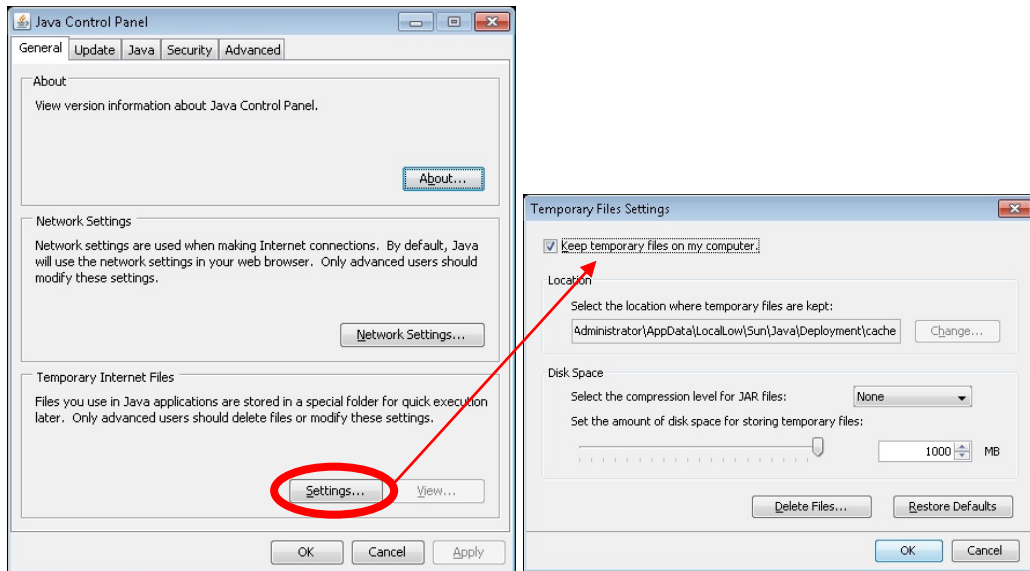 Java Control Panel
General
Update
Java
Security
Advanced
About
View version information about Java Control Panel.
About...
Network Settings
Network settings are used when making Internet connections. By default, Java
will use the network settings in your web browser. Only advanced users should
modify these settings.
Network Settings...
Temporary Internet Files
Files you use in Java applications are stored in a special folder for quick execution
later. Only advanced users should delete files or modify these settings.
Settings...
View...
OK
Cancel
Apply
Temporary Files Settings
Keep temporary files on my computer.
Location
Select the location where temporary files are kept:
Administrator\AppData\LocalLow\Sun\Java\Deployment\cache
Change...
Disk Space
Select the compression level for JAR files:
None
Set the amount of disk space for storing temporary files:
1000
MB
Delete Files...
Restore Defaults
OK
Cancel